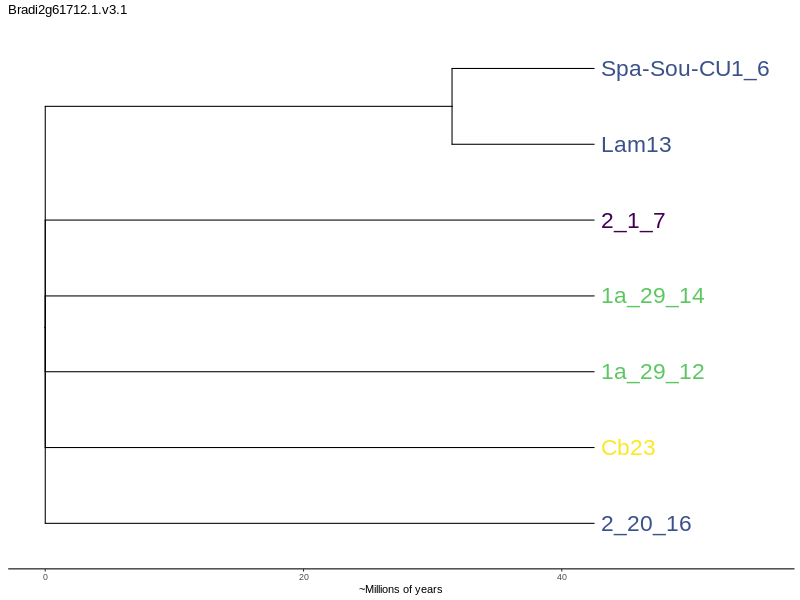 Bradi2g61712.1.v3.1
Spa-Sou-CU1_6
Lam13
2_1_7
1a_29_14
1a_29_12
Cb23
2_20_16
0 20 40
~Millions of years